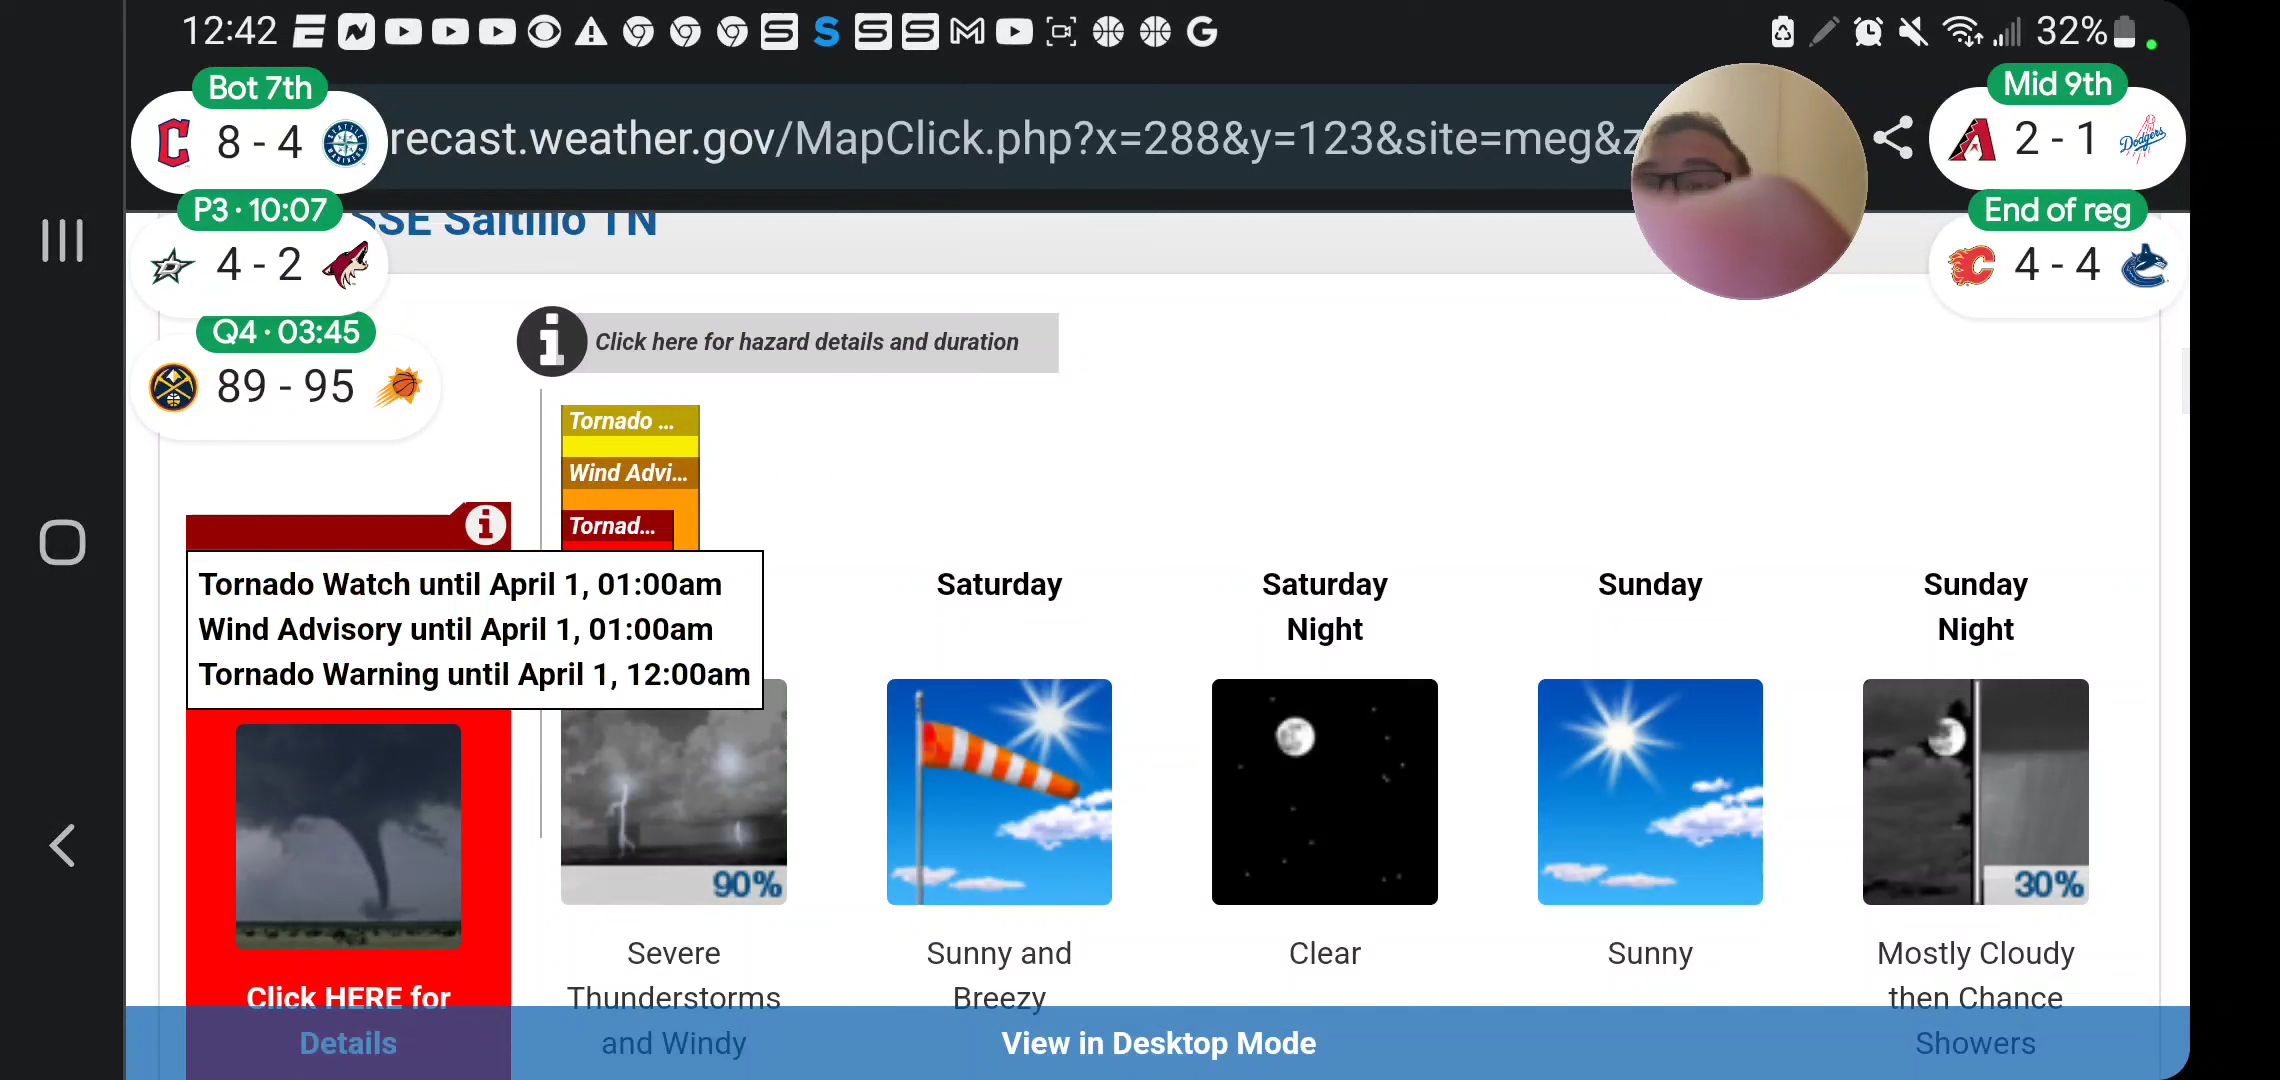 12:42
32%
Bot 7th
8 - 4
recast.weather.gov/MapClick.php?x=288&y=123&site=meg&z
Mid 9th
2 - 1
Dodgers
P3 · 10:07
4 - 2
SSE Saltillo TN
End of reg
4 - 4
Q4 · 03:45
89 - 95
Click here for hazard details and duration
Tornado ...
Wind Advi...
Tornad...
Tornado Watch until April 1, 01:00am
Wind Advisory until April 1, 01:00am
Tornado Warning until April 1, 12:00am
Saturday
Saturday
Night
Sunday
Sunday
Night
90%
30%
Click HERE for
Details
Severe
Thunderstorms
and Windy
Sunny and
Breezy
Clear
Sunny
Mostly Cloudy
then Chance
Showers
View in Desktop Mode